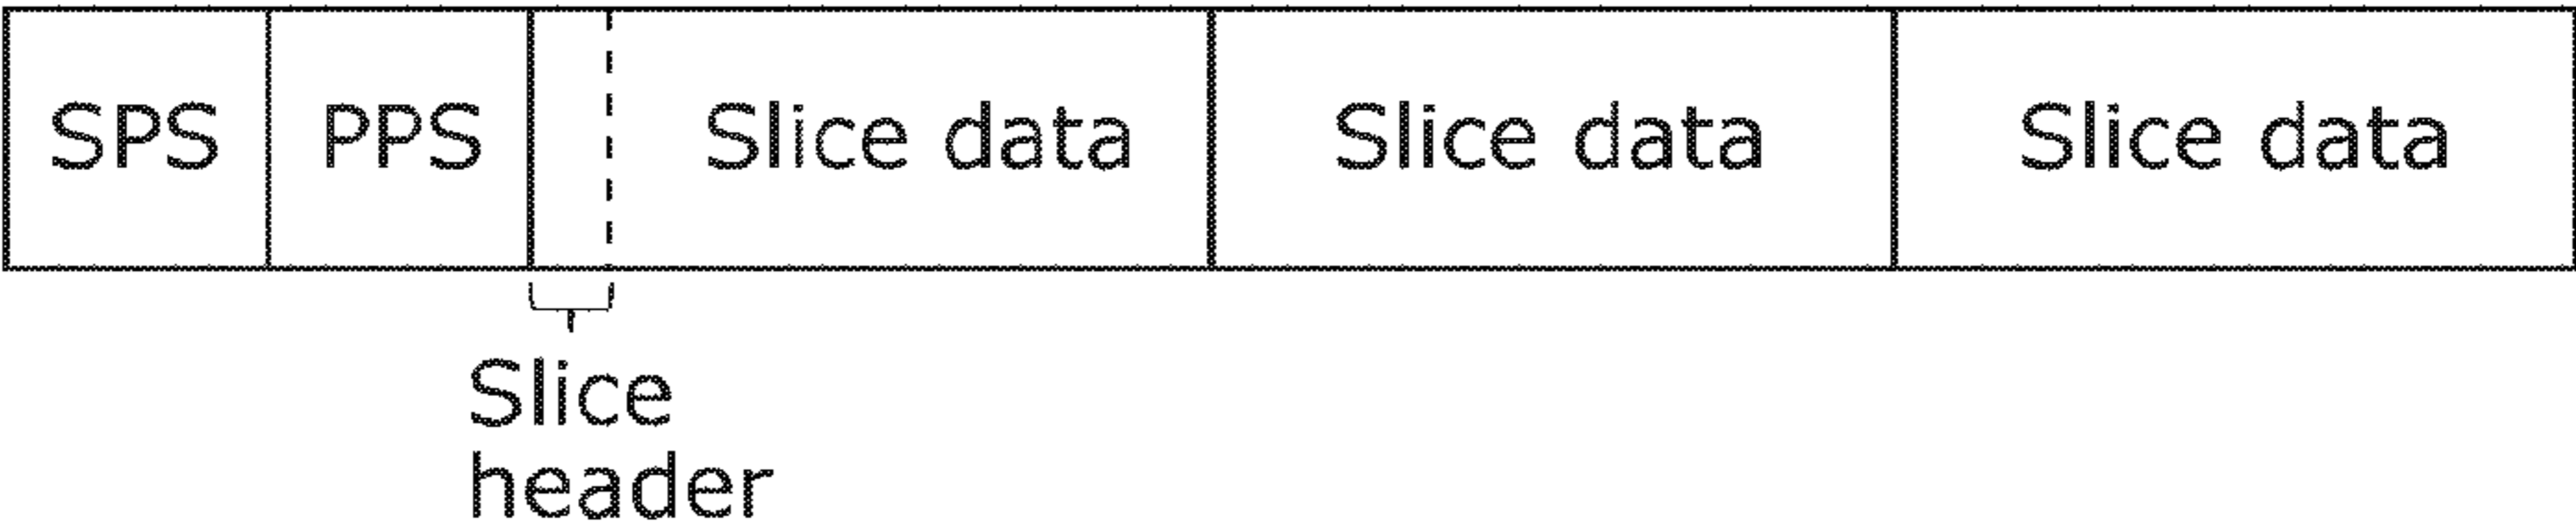 SPS PPS Slice data Slice data Slice data
Slice
header